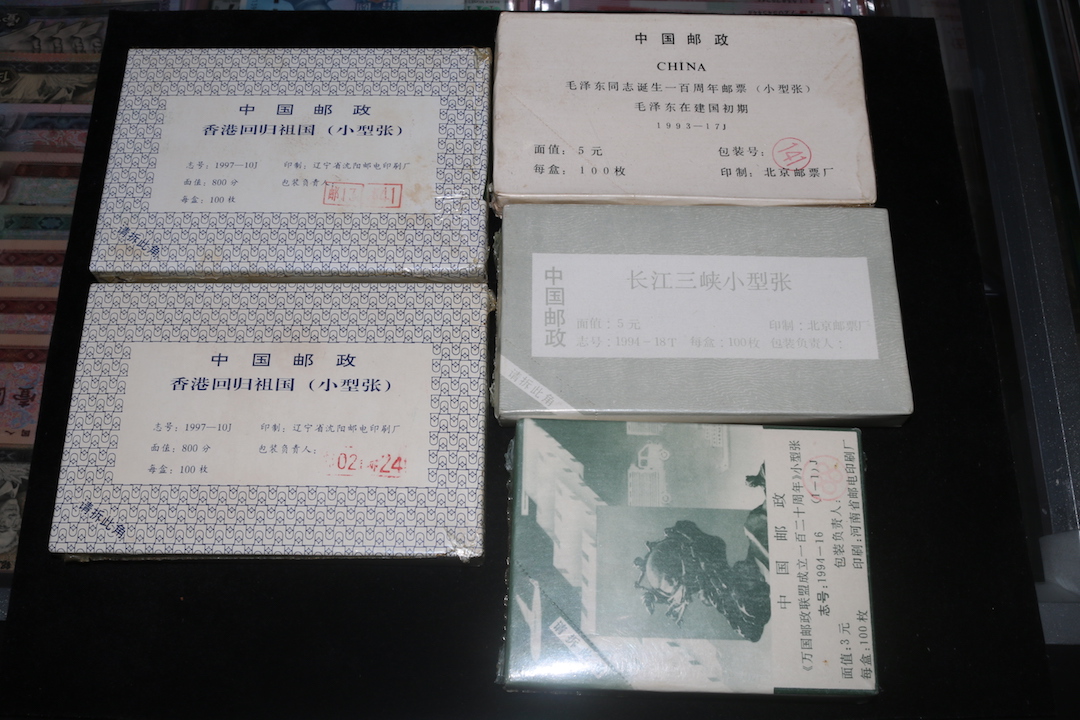 中国邮政
香港回归祖国（小型张）
志号：1997—10J 印制：辽宁省沈阳邮电印刷厂
面值：800分 包装负责人
每盒：100枚
请拆此角
中国邮政
香港回归祖国（小型张）
志号：1997—10J 印制：辽宁省沈阳邮电印刷厂
面值：800分 包装负责人：
每盒：100枚
02 24
请拆此角
中国邮政
CHINA
毛泽东同志诞生一百周年邮票（小型张）
毛泽东在建国初期
1993—17J
面值：5元 包装号：
141
每盒：100枚 印制：北京邮票厂
中国邮政
长江三峡小型张
面值：5元 印制：北京邮票厂
志号：1994－18T 每盒：100枚 包装负责人：
请拆此角
中国邮政
《万国邮政联盟成立一百二十周年》小型张
志号：1994—16 (1—1)J
面值：3元 包装负责人：
每盒：100枚 印刷：河南省邮电印刷厂
请拆